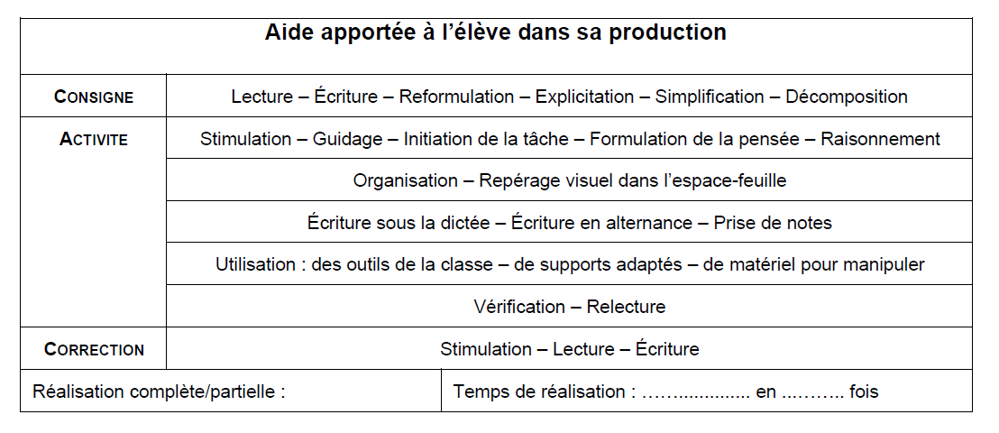 Aide apportée à l’élève dans sa production
CONSIGNE
Lecture – Écriture – Reformulation – Explicitation – Simplification – Décomposition
ACTIVITE
Stimulation – Guidage – Initiation de la tâche – Formulation de la pensée – Raisonnement
Organisation – Repérage visuel dans l’espace-feuille
Écriture sous la dictée – Écriture en alternance – Prise de notes
Utilisation : des outils de la classe – de supports adaptés – de matériel pour manipuler
Vérification – Relecture
CORRECTION
Stimulation – Lecture – Écriture
Réalisation complète/partielle :
Temps de réalisation : …….............. en ...…….. fois